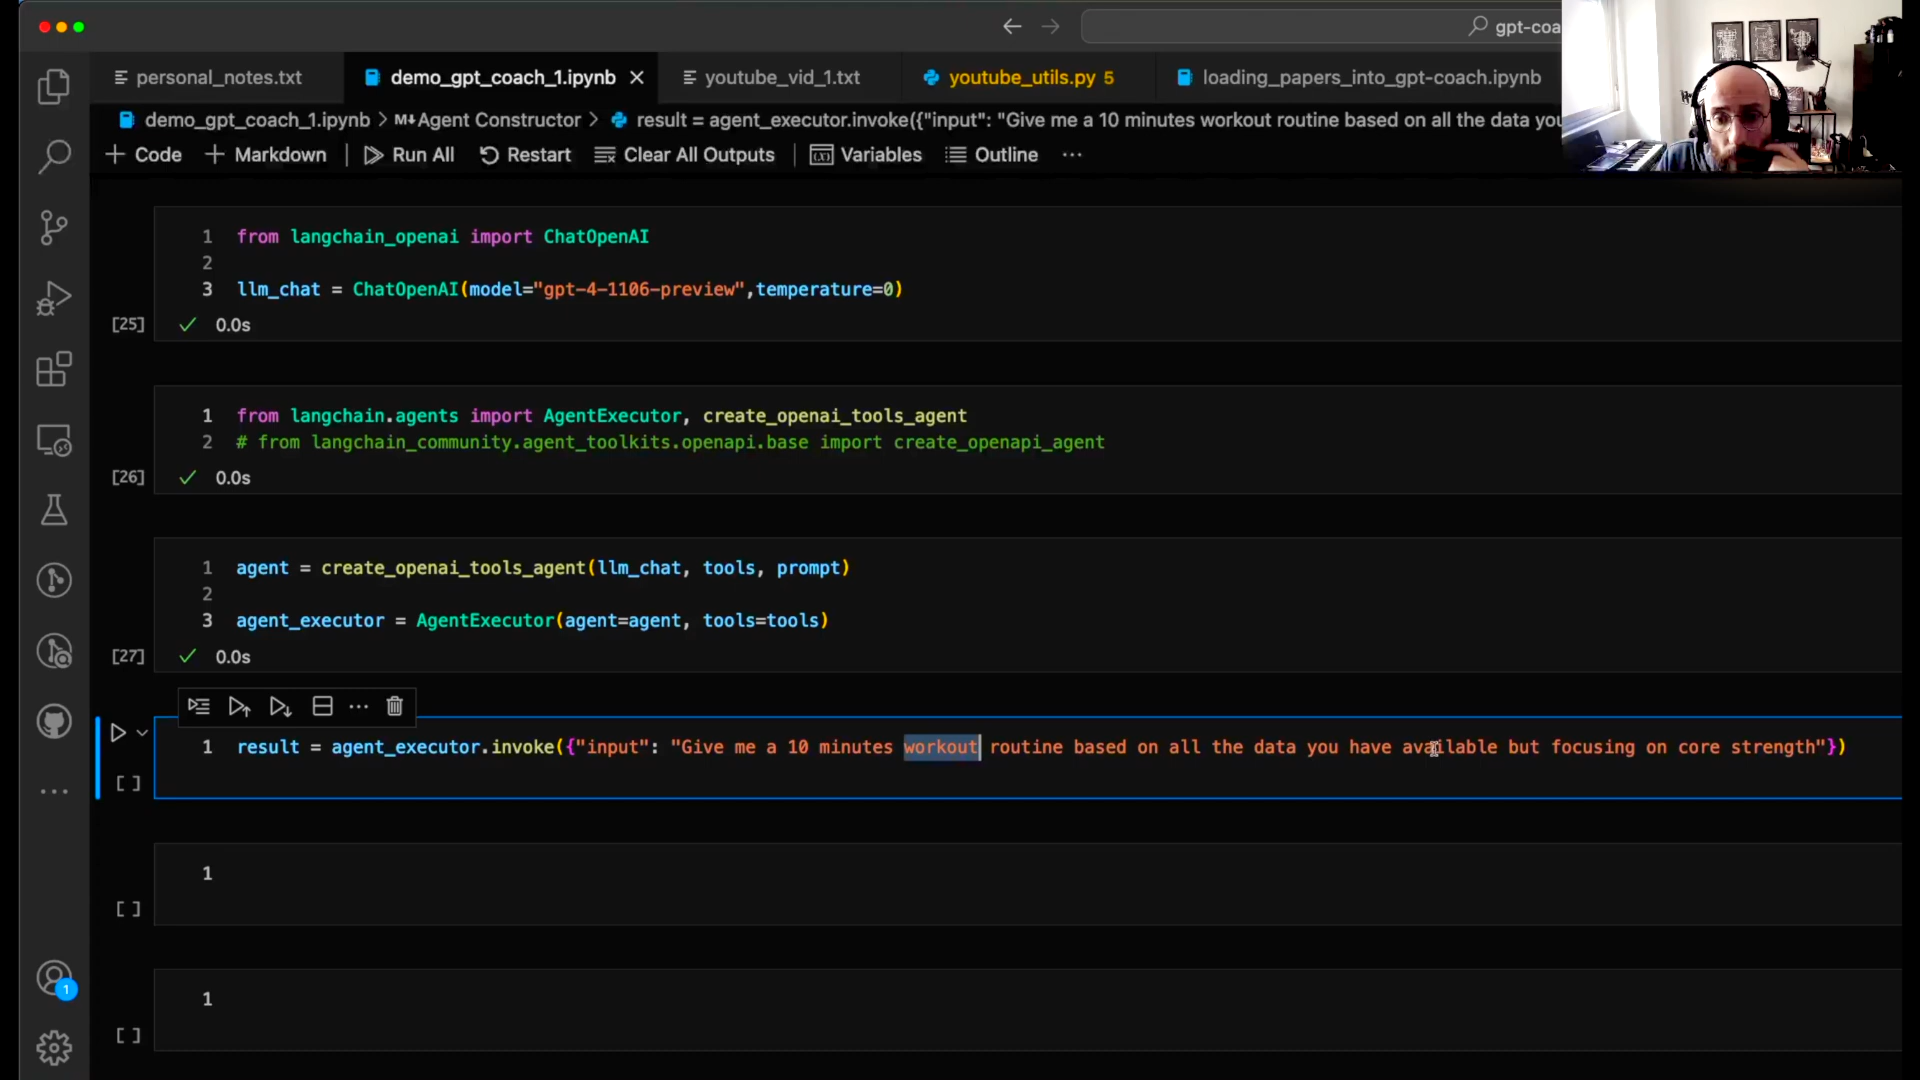 gpt-coa
personal_notes.txt
demo_gpt_coach_1.ipynb
youtube_vid_1.txt
youtube_utils.py 5
loading_papers_into_gpt-coach.ipynb
demo_gpt_coach_1.ipynb > M↓Agent Constructor > result = agent_executor.invoke({"input": "Give me a 10 minutes workout routine based on all the data you
+ Code + Markdown | Run All Restart Clear All Outputs | Variables Outline ...
1 from langchain_openai import ChatOpenAI
2
3 llm_chat = ChatOpenAI(model="gpt-4-1106-preview",temperature=0)
[25] ✓ 0.0s
1 from langchain.agents import AgentExecutor, create_openai_tools_agent
2 # from langchain_community.agent_toolkits.openapi.base import create_openapi_agent
[26] ✓ 0.0s
1 agent = create_openai_tools_agent(llm_chat, tools, prompt)
2
3 agent_executor = AgentExecutor(agent=agent, tools=tools)
[27] ✓ 0.0s
1 result = agent_executor.invoke({"input": "Give me a 10 minutes workout routine based on all the data you have available but focusing on core strength"})
[ ]
1
[ ]
1
[ ]
1